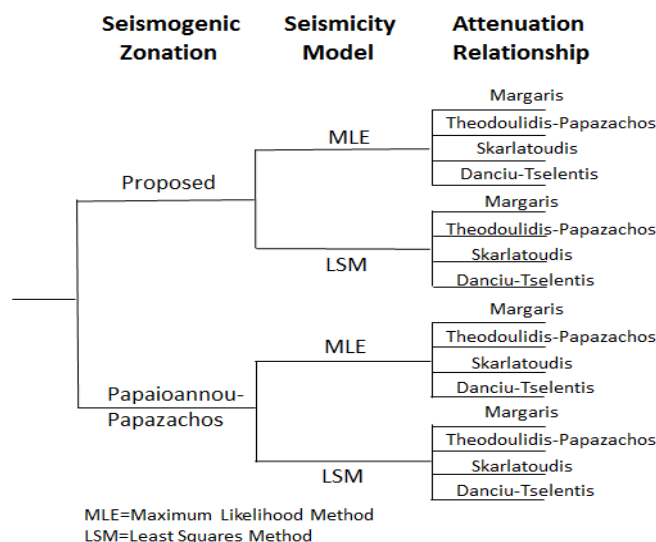 Seismogenic Zonation
Seismicity Model
Attenuation Relationship
Proposed
MLE
Margaris
Theodoulidis-Papazachos
Skarlatoudis
Danciu-Tselentis
LSM
Margaris
Theodoulidis-Papazachos
Skarlatoudis
Danciu-Tselentis
Papaioannou-
Papazachos
MLE
Margaris
Theodoulidis-Papazachos
Skarlatoudis
Danciu-Tselentis
LSM
Margaris
Theodoulidis-Papazachos
Skarlatoudis
Danciu-Tselentis
MLE=Maximum Likelihood Method
LSM=Least Squares Method